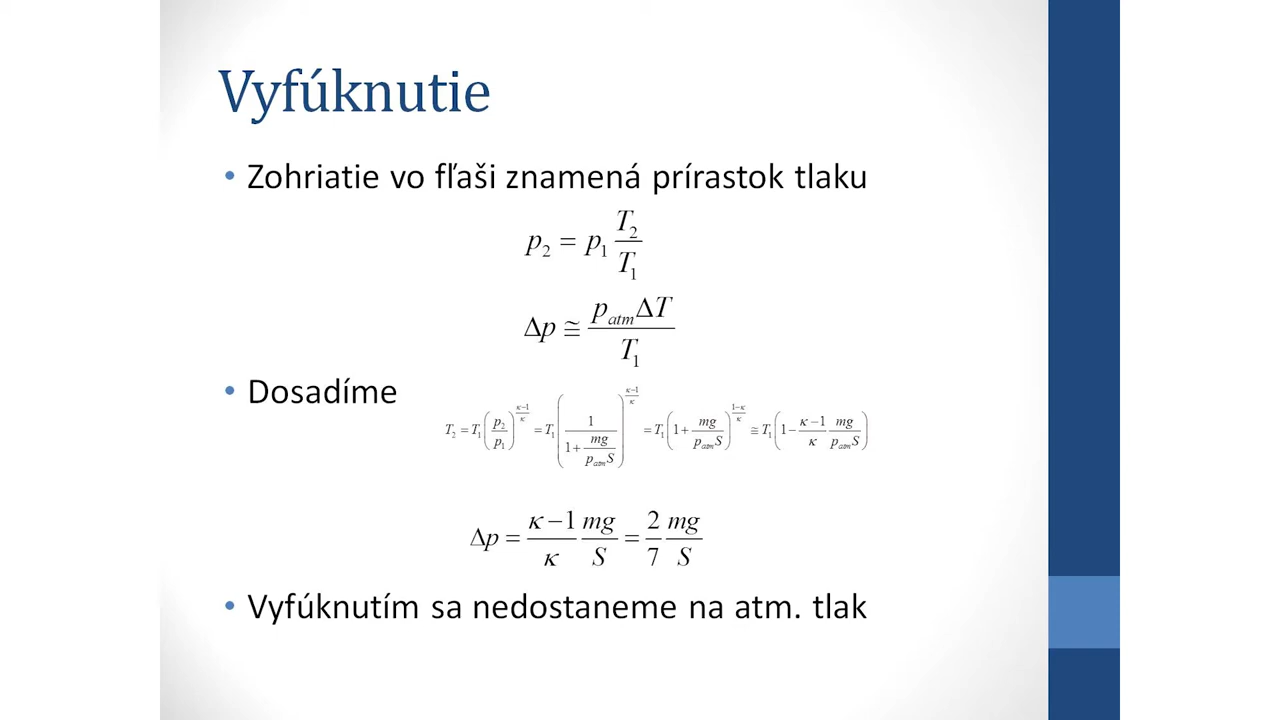 Vyfúknutie
• Zohriatie vo fľaši znamená prírastok tlaku
p₂ = p₁ T₂/T₁
Δp ≅ p_atm ΔT / T₁
• Dosadíme
T₂ = T₁ (p₂/p₁)^((κ−1)/κ) = T₁ (1/(1 + mg/(p_atm S)))^((κ−1)/κ) = T₁ (1 + mg/(p_atm S))^((1−κ)/κ) ≅ T₁ (1 − (κ−1)/κ mg/(p_atm S))
Δp = (κ−1)/κ mg/S = 2/7 mg/S
• Vyfúknutím sa nedostaneme na atm. tlak